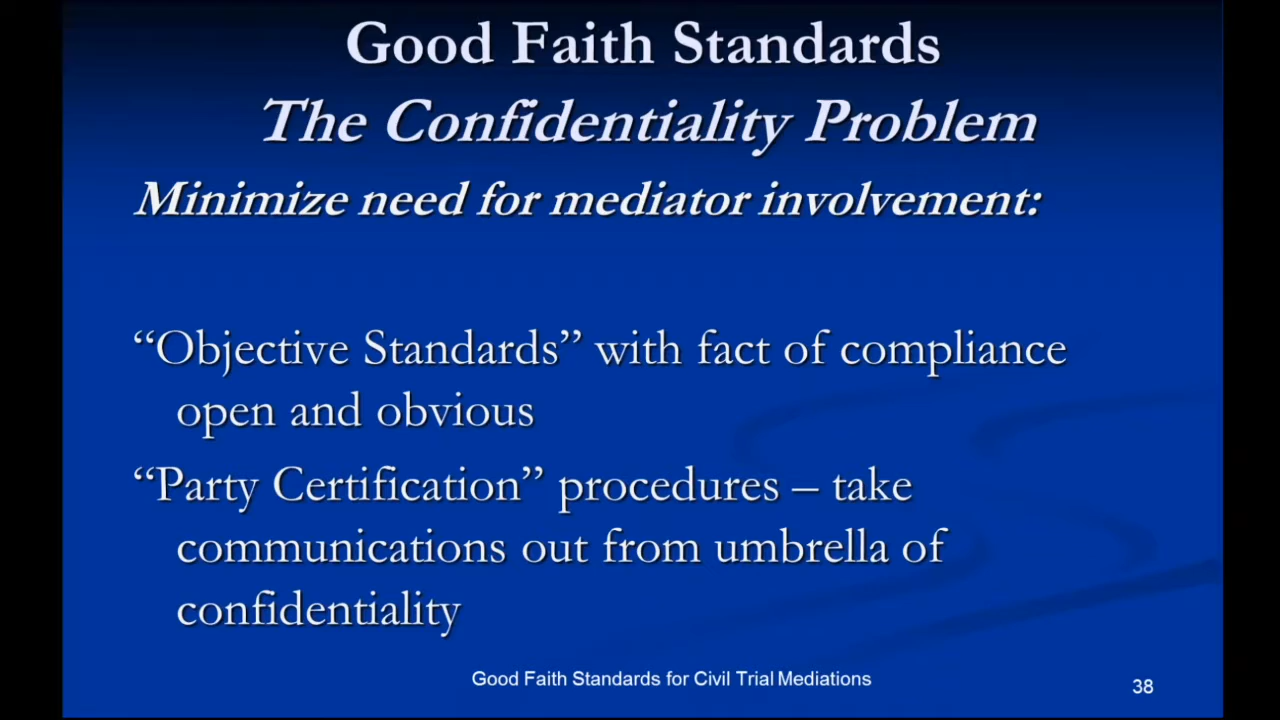 Good Faith Standards
The Confidentiality Problem
Minimize need for mediator involvement:
“Objective Standards” with fact of compliance
open and obvious
“Party Certification” procedures – take
communications out from umbrella of
confidentiality
Good Faith Standards for Civil Trial Mediations
38